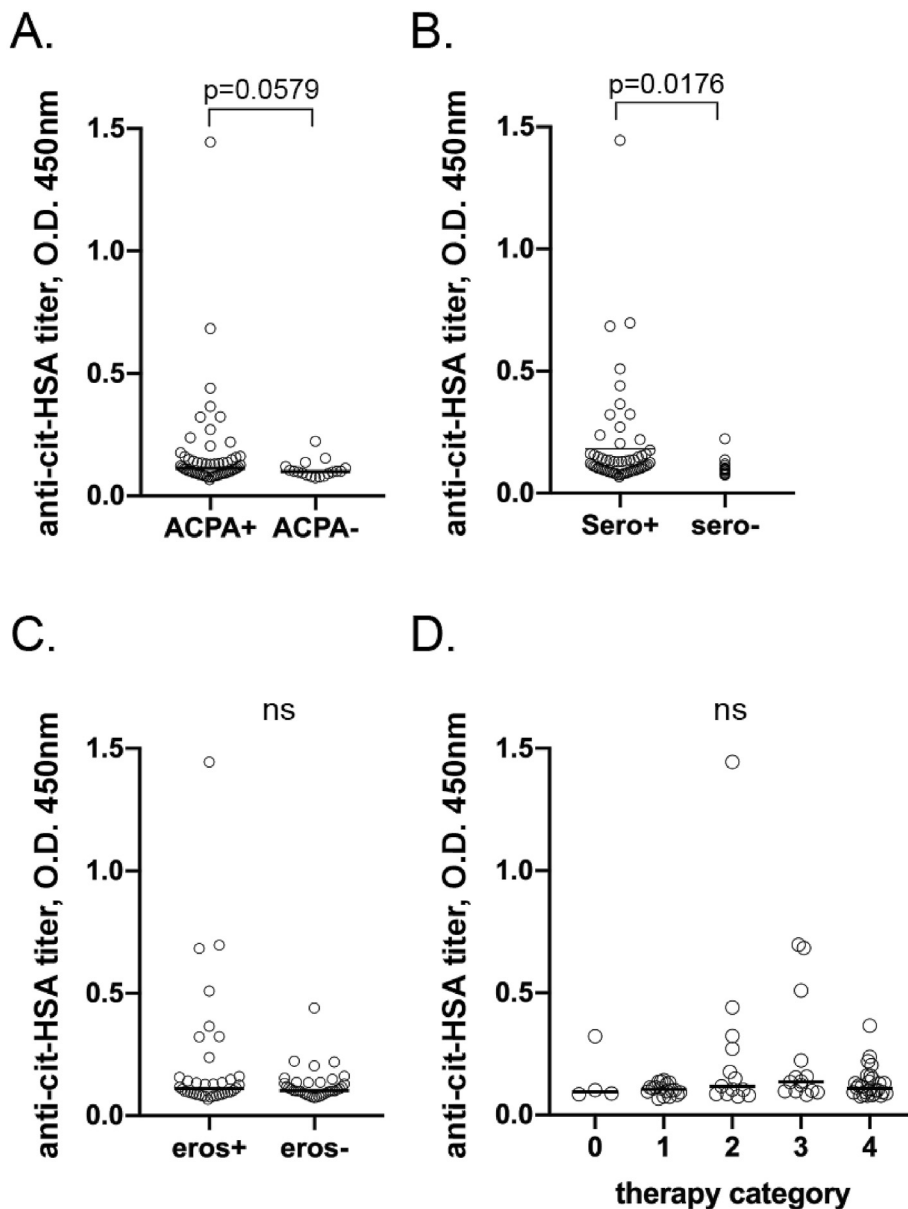 A.
p=0.0579
anti-cit-HSA titer, O.D. 450nm
1.5
1.0
0.5
0.0
ACPA+ ACPA-
B.
p=0.0176
anti-cit-HSA titer, O.D. 450nm
1.5
1.0
0.5
0.0
Sero+ sero-
C.
ns
anti-cit-HSA titer, O.D. 450nm
1.5
1.0
0.5
0.0
eros+ eros-
D.
ns
anti-cit-HSA titer, O.D. 450nm
1.5
1.0
0.5
0.0
0 1 2 3 4
therapy category